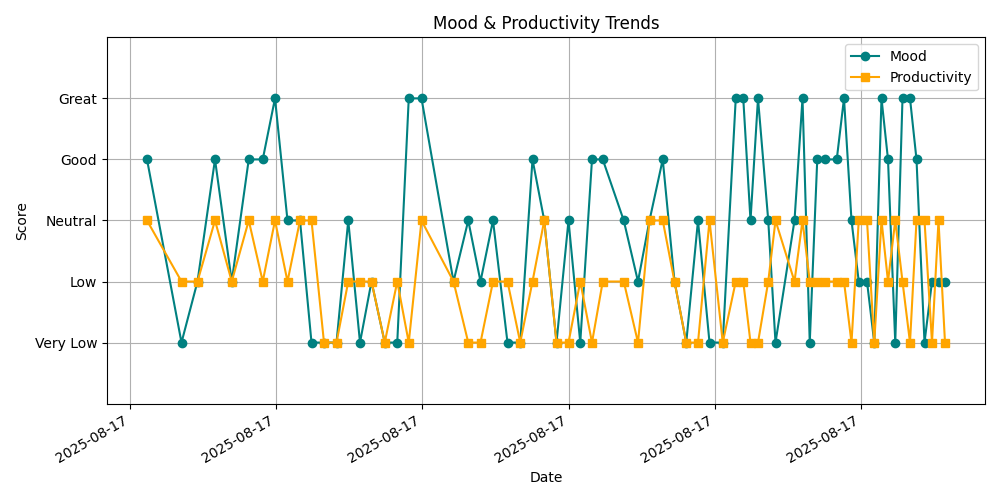 Mood & Productivity Trends
Mood
Productivity
Great
Good
Neutral
Low
Very Low
Score
2025-08-17
2025-08-17
2025-08-17
2025-08-17
2025-08-17
2025-08-17
Date